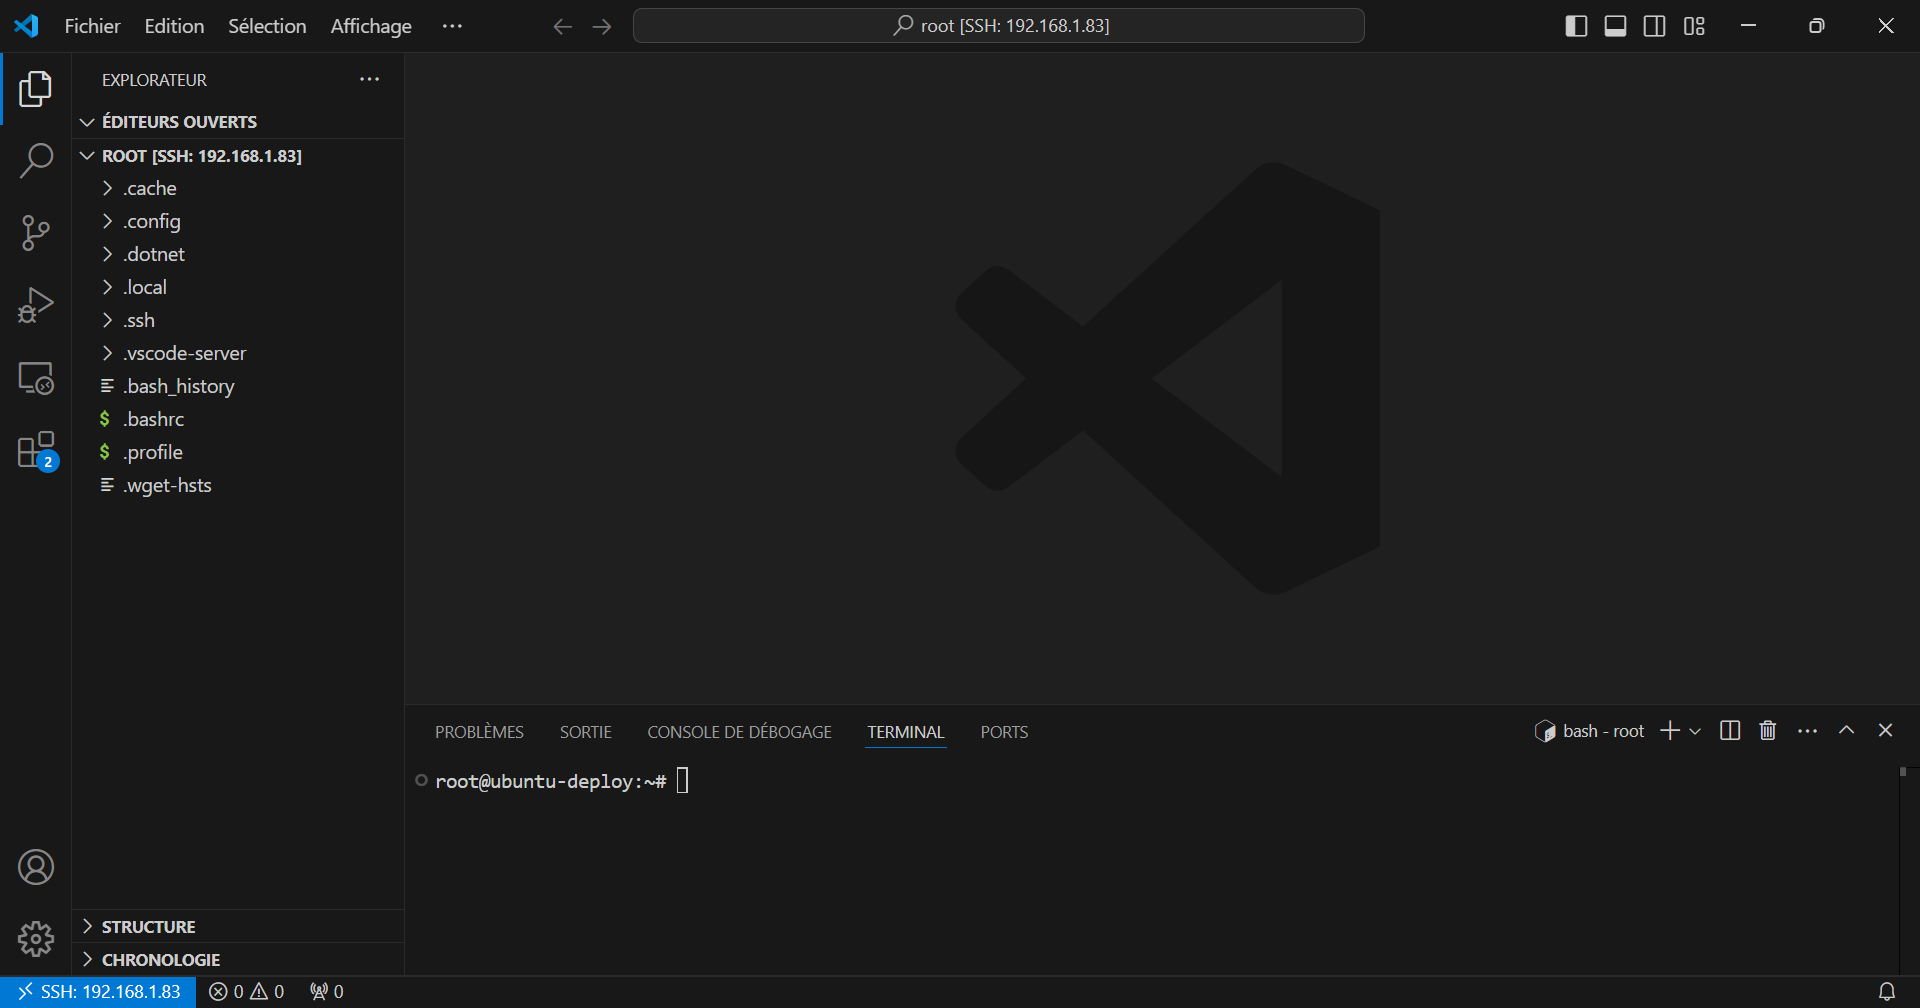 Fichier Edition Sélection Affichage ··· root [SSH: 192.168.1.83]
EXPLORATEUR ···
ÉDITEURS OUVERTS
ROOT [SSH: 192.168.1.83]
.cache
.config
.dotnet
.local
.ssh
.vscode-server
.bash_history
$ .bashrc
$ .profile
.wget-hsts
2
PROBLÈMES SORTIE CONSOLE DE DÉBOGAGE TERMINAL PORTS bash - root ···
root@ubuntu-deploy:~#
STRUCTURE
CHRONOLOGIE
SSH: 192.168.1.83 0 0 0